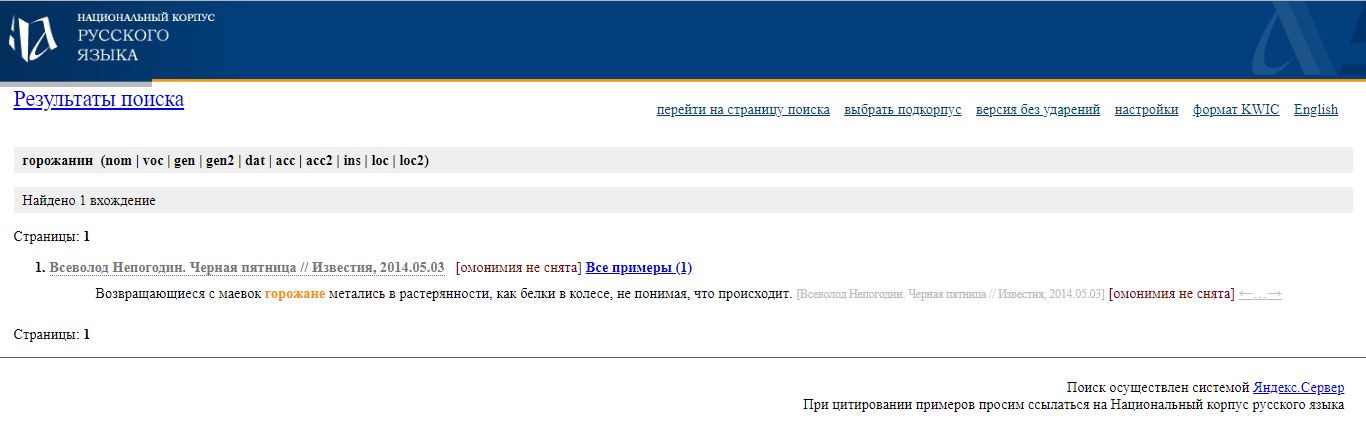 НАЦИОНАЛЬНЫЙ КОРПУС
РУССКОГО
ЯЗЫКА
Результаты поиска
перейти на страницу поиска выбрать подкорпус версия без ударений настройки формат KWIC English
горожанин (nom | voc | gen | gen2 | dat | acc | acc2 | ins | loc | loc2)
Найдено 1 вхождение
Страницы: 1
1. Всеволод Непогодин. Черная пятница // Известия, 2014.05.03 [омонимия не снята] Все примеры (1)
Возвращающиеся с маевок горожане метались в растерянности, как белки в колесе, не понимая, что происходит. [Всеволод Непогодин. Черная пятница // Известия, 2014.05.03] [омонимия не снята] ←…→
Страницы: 1
Поиск осуществлен системой Яндекс.Сервер
При цитировании примеров просим ссылаться на Национальный корпус русского языка